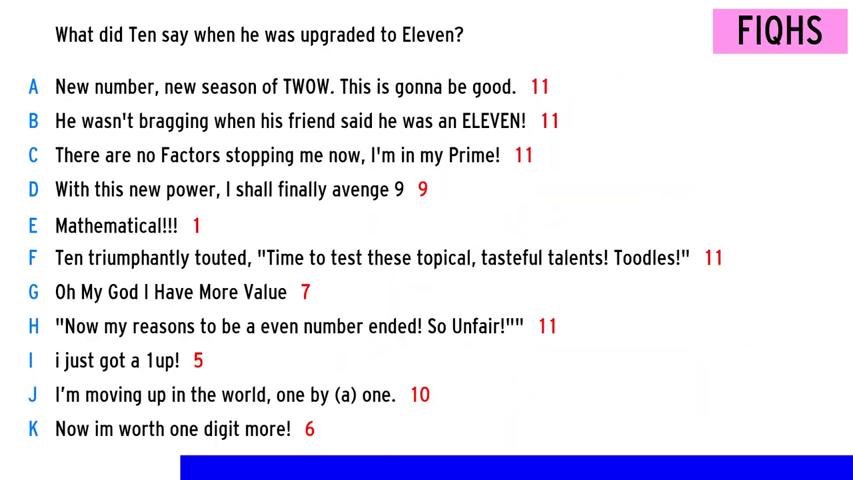 What did Ten say when he was upgraded to Eleven?
FIQHS
A New number, new season of TWOW. This is gonna be good. 11
B He wasn't bragging when his friend said he was an ELEVEN! 11
C There are no Factors stopping me now, I'm in my Prime! 11
D With this new power, I shall finally avenge 9 9
E Mathematical!!! 1
F Ten triumphantly touted, "Time to test these topical, tasteful talents! Toodles!" 11
G Oh My God I Have More Value 7
H "Now my reasons to be a even number ended! So Unfair!"" 11
I i just got a 1up! 5
J I'm moving up in the world, one by (a) one. 10
K Now im worth one digit more! 6